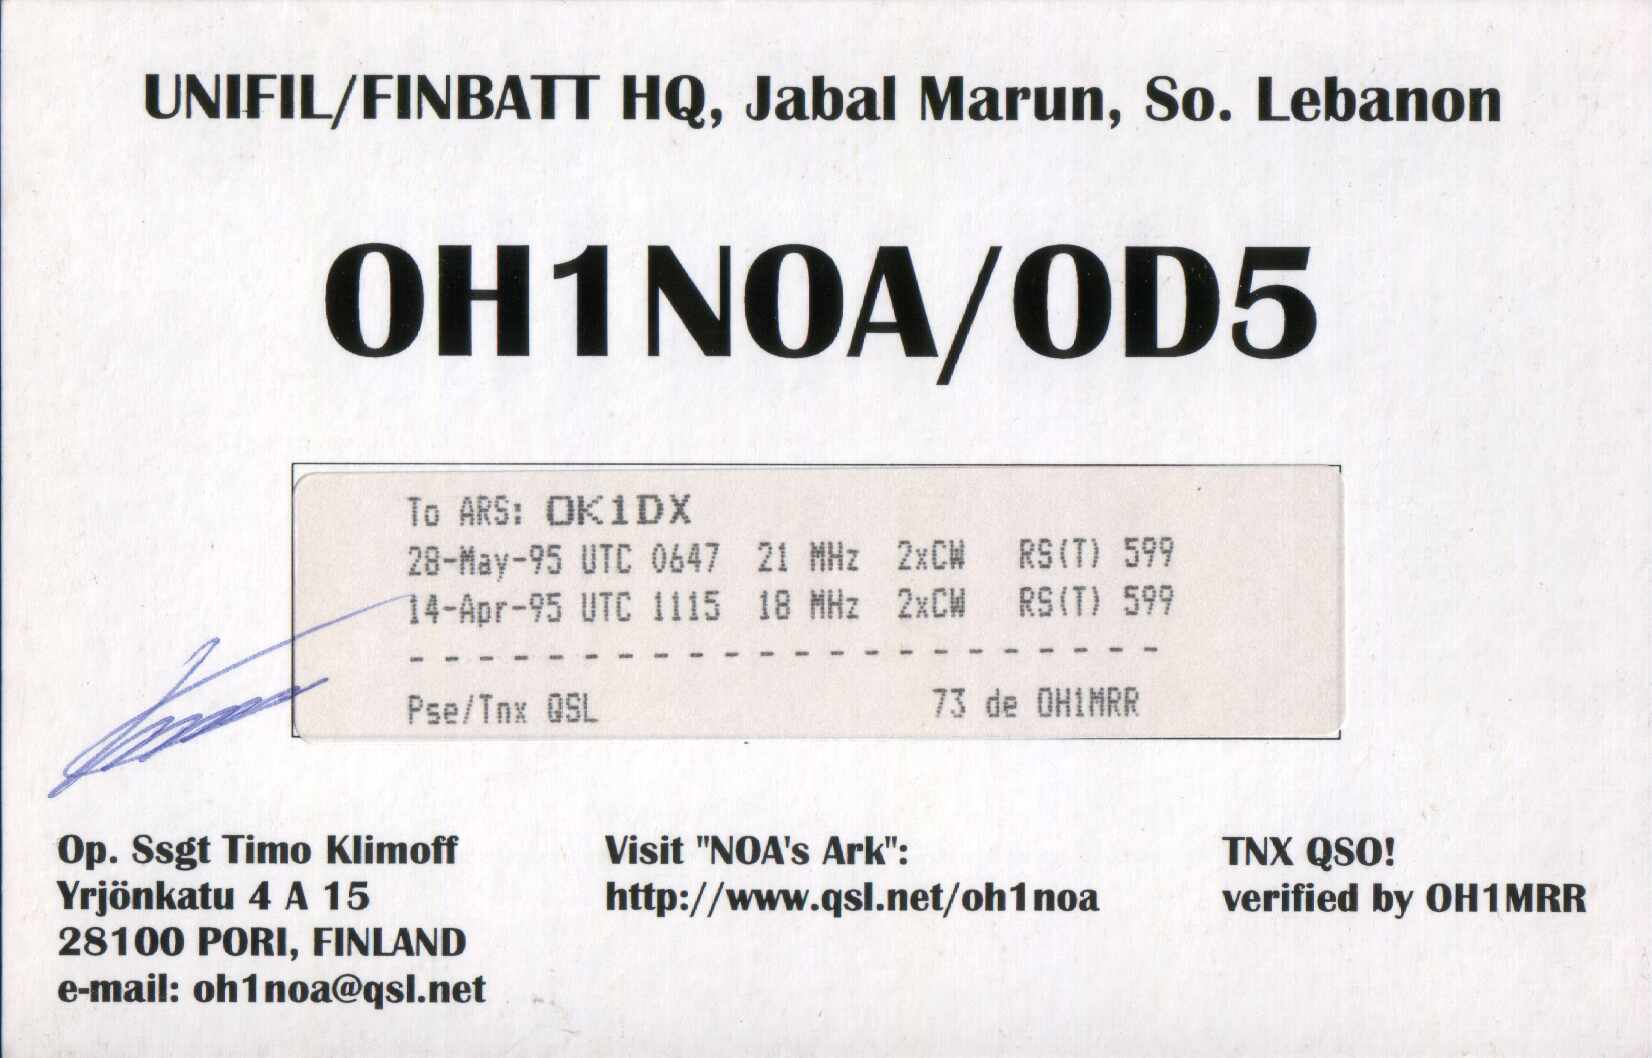 UNIFIL/FINBATT HQ, Jabal Marun, So. Lebanon
OH1NOA/OD5
To ARS: OK1DX
28-May-95 UTC 0647 21 MHz 2xCW RS(T) 599
14-Apr-95 UTC 1115 18 MHz 2xCW RS(T) 599
- - - - - - - - - - - - - - - - - - - - - -
Pse/Tnx QSL 73 de OH1MRR
Op. Ssgt Timo Klimoff
Yrjönkatu 4 A 15
28100 PORI, FINLAND
e-mail: oh1noa@qsl.net
Visit "NOA's Ark":
http://www.qsl.net/oh1noa
TNX QSO!
verified by OH1MRR